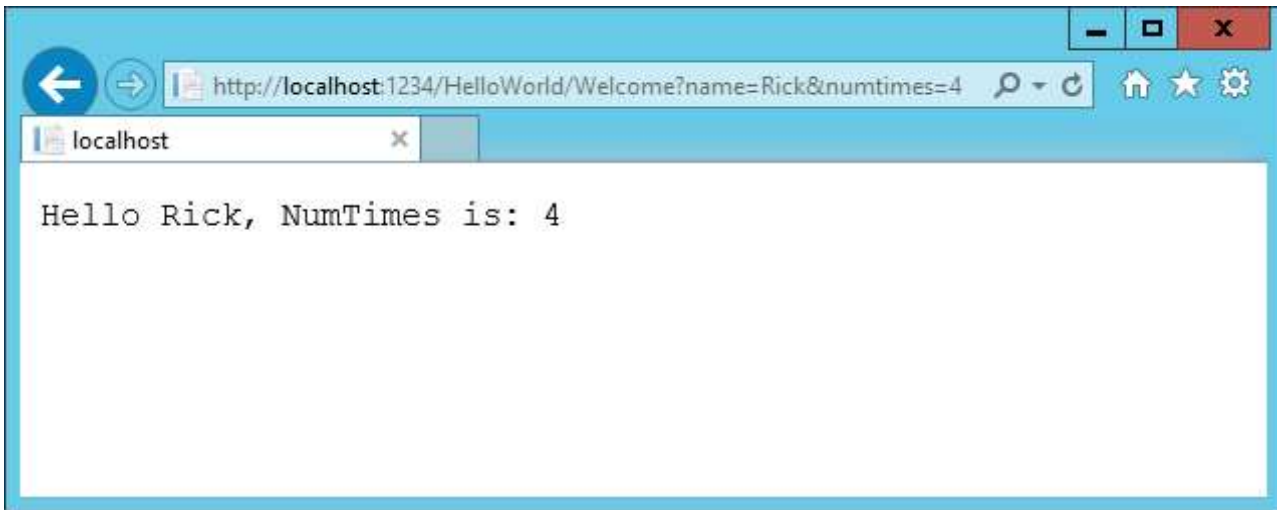 http://localhost:1234/HelloWorld/Welcome?name=Rick&numtimes=4
localhost
Hello Rick, NumTimes is: 4